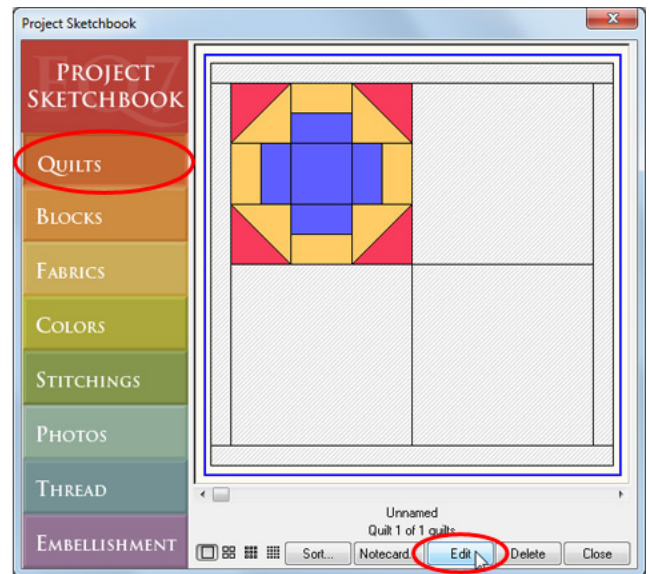 Project Sketchbook
PROJECT
SKETCHBOOK
QUILTS
BLOCKS
FABRICS
COLORS
STITCHINGS
PHOTOS
THREAD
EMBELLISHMENT
Unnamed
Quilt 1 of 1 quilts
Sort... Notecard... Edit Delete Close